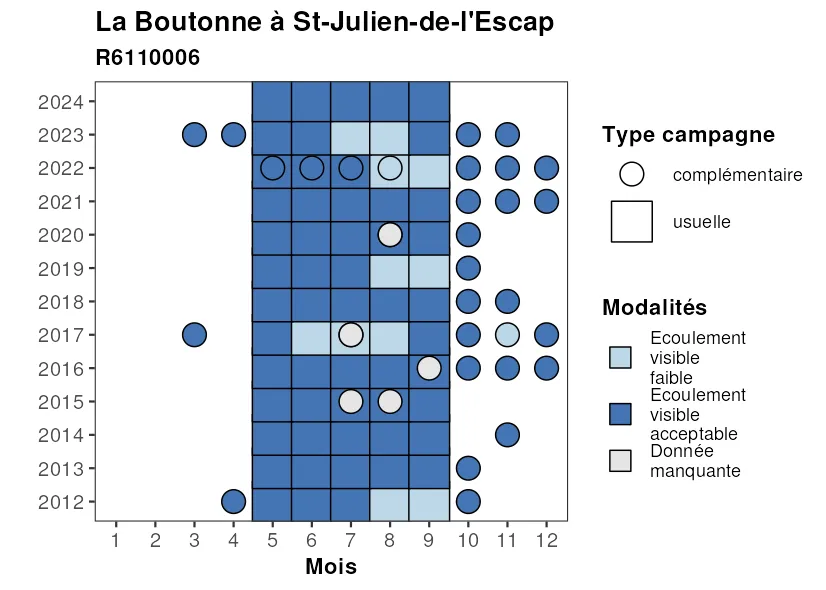 La Boutonne à St-Julien-de-l'Escap
R6110006
2024
2023
2022
2021
2020
2019
2018
2017
2016
2015
2014
2013
2012
1 2 3 4 5 6 7 8 9 10 11 12
Mois
Type campagne
complémentaire
usuelle
Modalités
Ecoulement
visible
faible
Ecoulement
visible
acceptable
Donnée
manquante